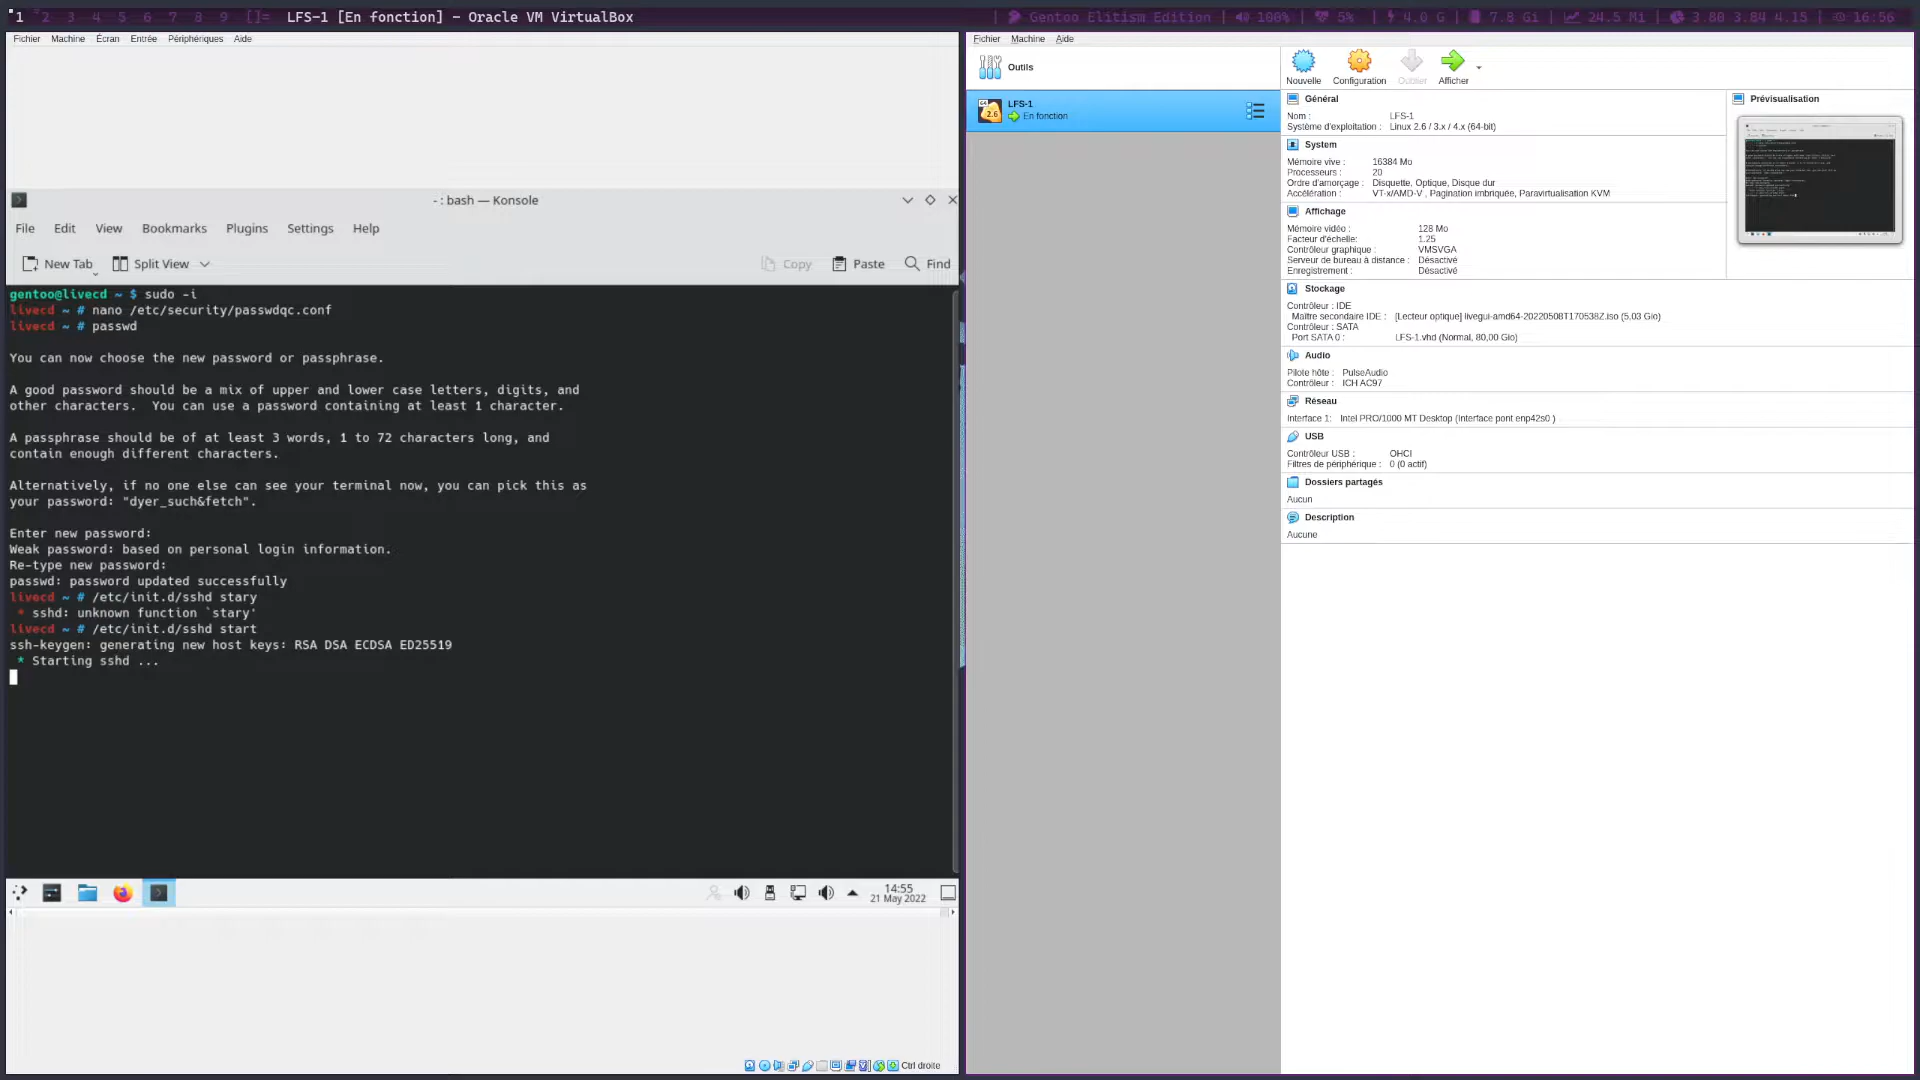 1 2 3 4 5 6 7 8 9 []= LFS-1 [En fonction] - Oracle VM VirtualBox
| Gentoo Elitism Edition | 100% | 5% | 4.0 G | 7.8 Gi | 24.5 Mi | 3.80 3.84 4.15 | 16:56
Fichier Machine Écran Entrée Périphériques Aide
- : bash — Konsole
File Edit View Bookmarks Plugins Settings Help
New Tab Split View Copy Paste Find
gentoo@livecd ~ $ sudo -i
livecd ~ # nano /etc/security/passwdqc.conf
livecd ~ # passwd
You can now choose the new password or passphrase.
A good password should be a mix of upper and lower case letters, digits, and
other characters.  You can use a password containing at least 1 character.
A passphrase should be of at least 3 words, 1 to 72 characters long, and
contain enough different characters.
Alternatively, if no one else can see your terminal now, you can pick this as
your password: "dyer_such&fetch".
Enter new password:
Weak password: based on personal login information.
Re-type new password:
passwd: password updated successfully
livecd ~ # /etc/init.d/sshd stary
* sshd: unknown function `stary'
livecd ~ # /etc/init.d/sshd start
ssh-keygen: generating new host keys: RSA DSA ECDSA ED25519
* Starting sshd ...
14:55
21 May 2022
Ctrl droite
Fichier Machine Aide
Outils
LFS-1
En fonction
64
2.6
Nouvelle Configuration Oublier Afficher
Général
Nom : LFS-1
Système d'exploitation : Linux 2.6 / 3.x / 4.x (64-bit)
System
Mémoire vive : 16384 Mo
Processeurs : 20
Ordre d'amorçage : Disquette, Optique, Disque dur
Accélération : VT-x/AMD-V , Pagination imbriquée, Paravirtualisation KVM
Affichage
Mémoire vidéo : 128 Mo
Facteur d'échelle: 1.25
Contrôleur graphique : VMSVGA
Serveur de bureau à distance : Désactivé
Enregistrement : Désactivé
Stockage
Contrôleur : IDE
Maître secondaire IDE : [Lecteur optique] livegui-amd64-20220508T170538Z.iso (5,03 Gio)
Contrôleur : SATA
Port SATA 0 : LFS-1.vhd (Normal, 80,00 Gio)
Audio
Pilote hôte : PulseAudio
Contrôleur : ICH AC97
Réseau
Interface 1: Intel PRO/1000 MT Desktop (Interface pont enp42s0 )
USB
Contrôleur USB : OHCI
Filtres de périphérique : 0 (0 actif)
Dossiers partagés
Aucun
Description
Aucune
Prévisualisation